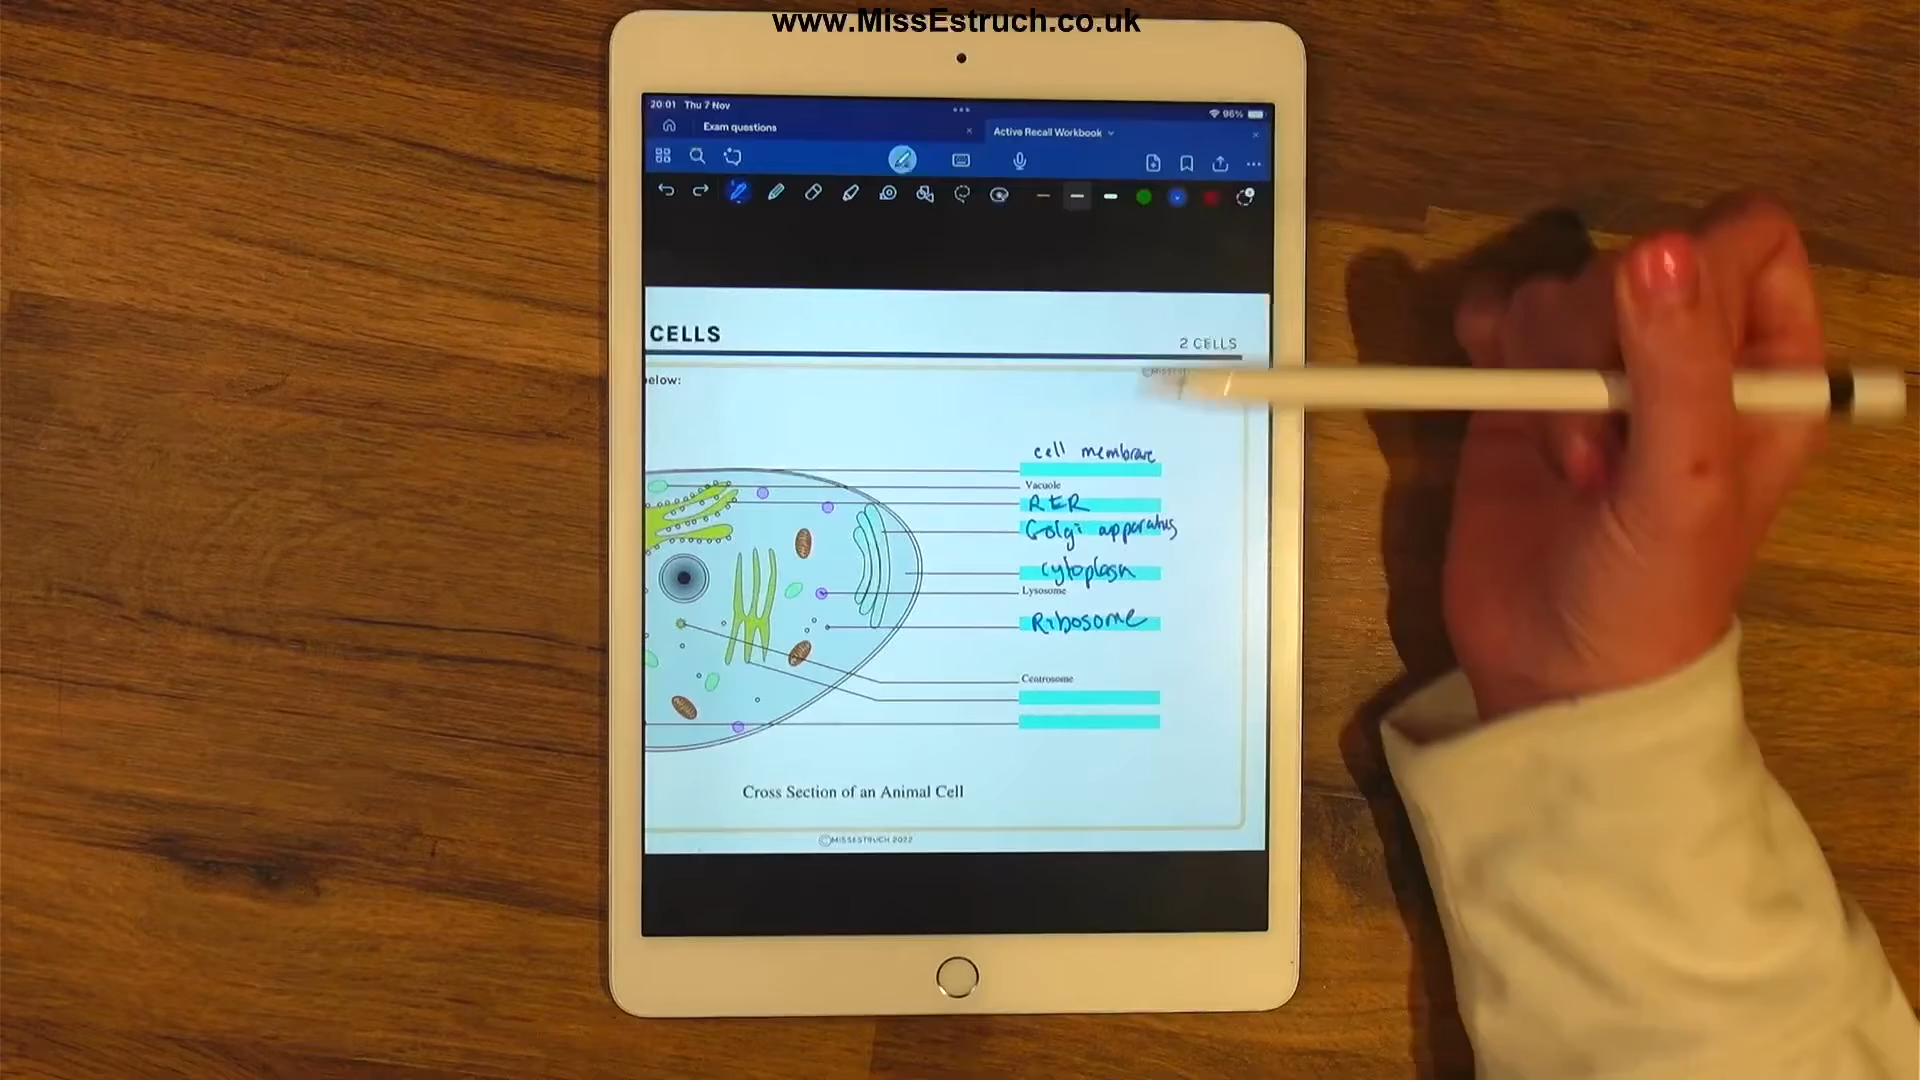 www.MissEstruch.co.uk
20:01 Thu 7 Nov
96%
Exam questions
Active Recall Workbook
CELLS
2 CELLS
elow:
cell membrane
Vacuole
RER
Golgi apparatus
cytoplasm
Lysosome
Ribosome
Centrosome
Cross Section of an Animal Cell
©MISSESTRUCH 2022